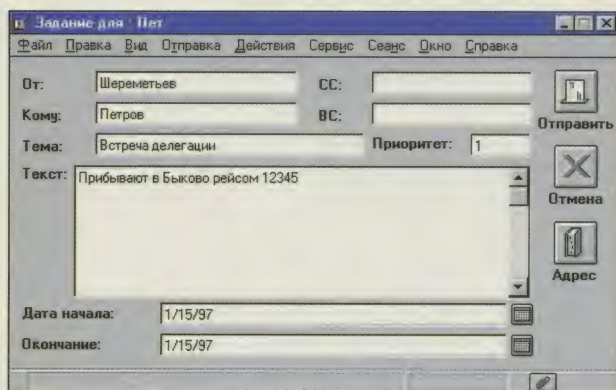 Задание для : Пет
Файл Правка Вид Отправка Действия Сервис Сеанс Окно Справка
От: Шереметьев CC:
Кому: Петров BC:
Отправить
Тема: Встреча делегации Приоритет: 1
Текст: Прибывают в Быково рейсом 12345
Отмена
Адрес
Дата начала: 1/15/97
Окончание: 1/15/97